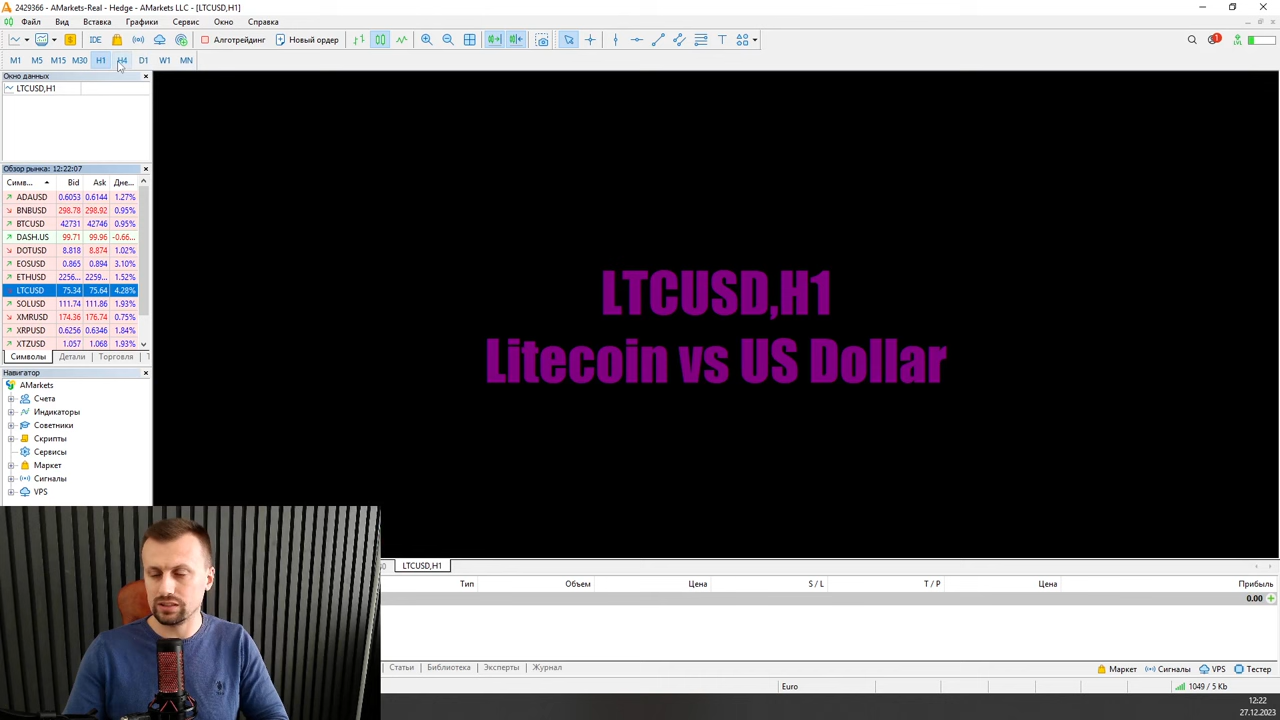 2429366 - AMarkets-Real - Hedge - AMarkets LLC - [LTCUSD,H1]
Файл Вид Вставка Графики Сервис Окно Справка
IDE Алготрейдинг Новый ордер 1
M1 M5 M15 M30 H1 H4 D1 W1 MN
Окно данных
LTCUSD,H1
Обзор рынка: 12:22:07
Симв... Bid Ask Дне...
ADAUSD 0.6053 0.6144 1.27%
BNBUSD 298.78 298.92 0.95%
BTCUSD 42731 42746 0.95%
DASH.US 99.71 99.96 -0.66...
DOTUSD 8.818 8.874 1.02%
EOSUSD 0.865 0.894 3.10%
ETHUSD 2256... 2259... 1.52%
LTCUSD 75.34 75.64 4.28%
SOLUSD 111.74 111.86 1.93%
XMRUSD 174.36 176.74 0.75%
XRPUSD 0.6256 0.6346 1.84%
XTZUSD 1.057 1.068 1.93%
Символы Детали Торговля
Навигатор
AMarkets
Счета
Индикаторы
Советники
Скрипты
Сервисы
Маркет
Сигналы
VPS
LTCUSD,H1
Litecoin vs US Dollar
LTCUSD,H1
Тип Объем Цена S / L T / P Цена Прибыль
0.00
Статьи Библиотека Эксперты Журнал Маркет Сигналы VPS Тестер
Euro 1049 / 5 Kb
12:22
27.12.2023